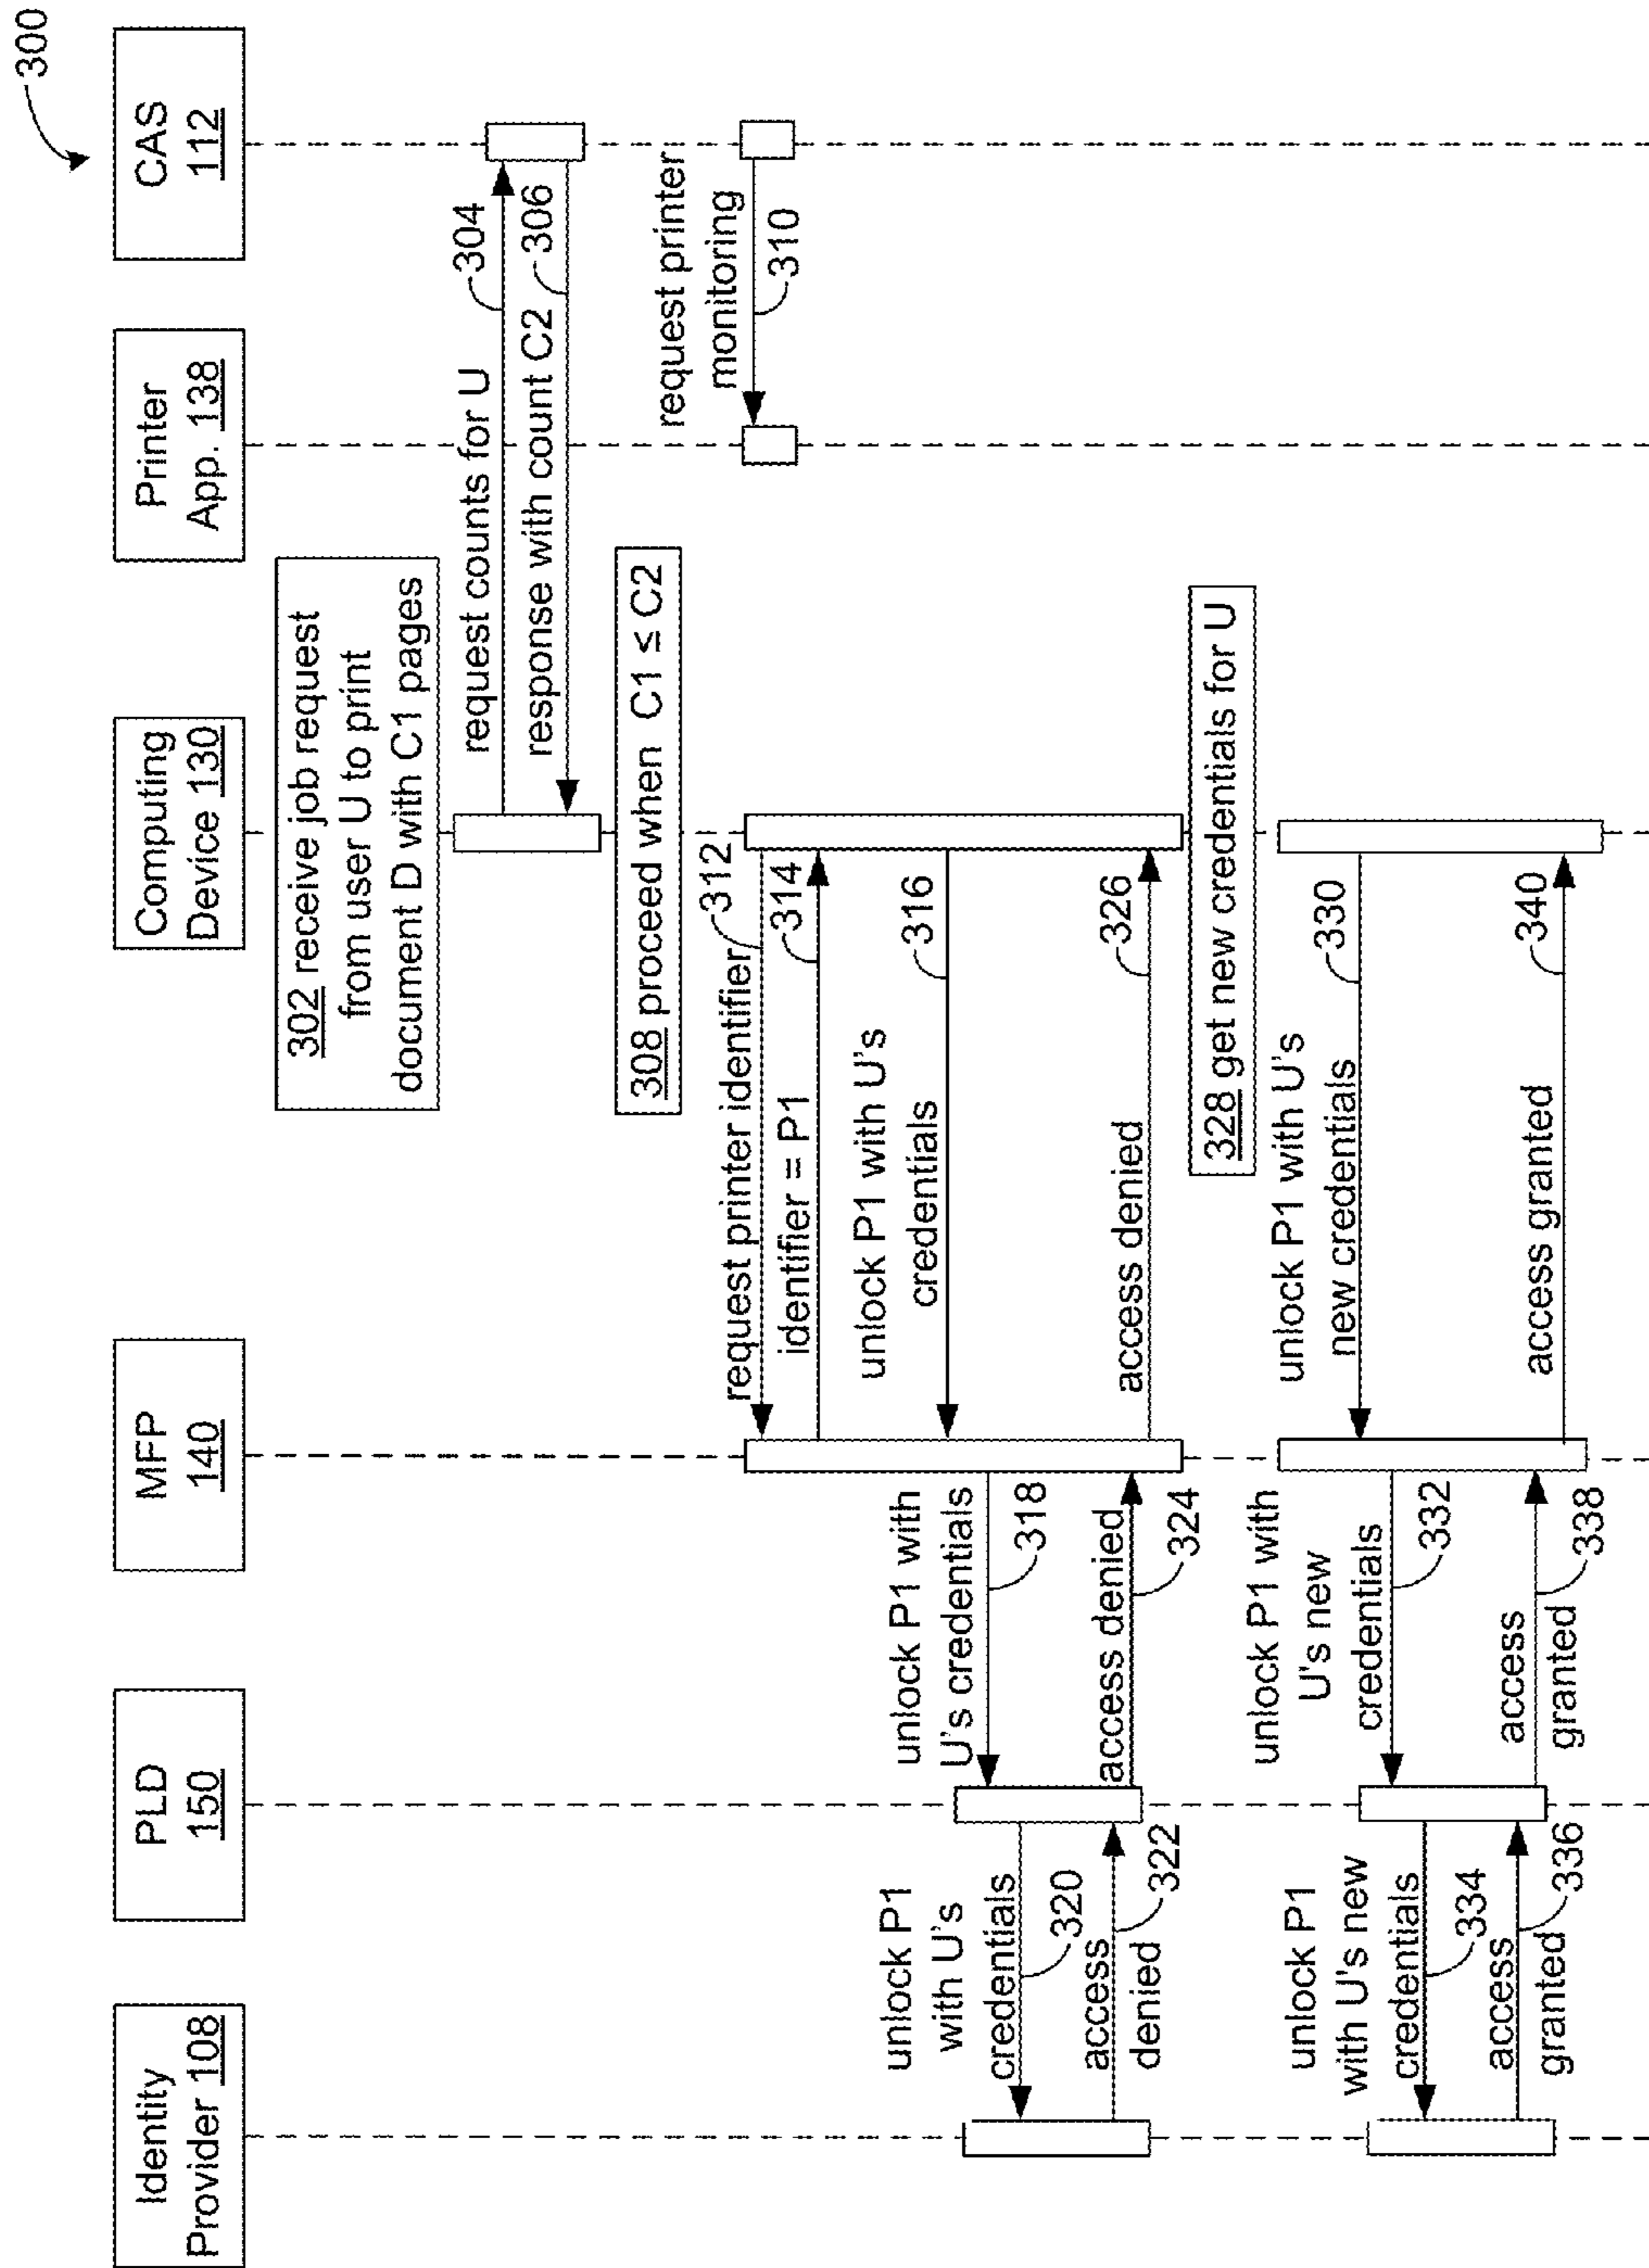 300
Identity
Provider 108
PLD
150
MFP
140
Computing
Device 130
Printer
App. 138
CAS
112
302 receive job request
from user U to print
document D with C1 pages
request counts for U
304
response with count C2
306
308 proceed when C1 ≤ C2
request printer
monitoring
310
request printer identifier
312
identifier = P1
314
unlock P1 with U's
credentials
316
unlock P1 with
U's credentials
318
unlock P1
with U's
credentials
320
access
denied
322
access denied
324
access denied
326
328 get new credentials for U
unlock P1 with U's
new credentials
330
unlock P1 with
U's new
credentials
332
unlock P1
with U's new
credentials
334
access
granted
336
access
granted
338
access granted
340